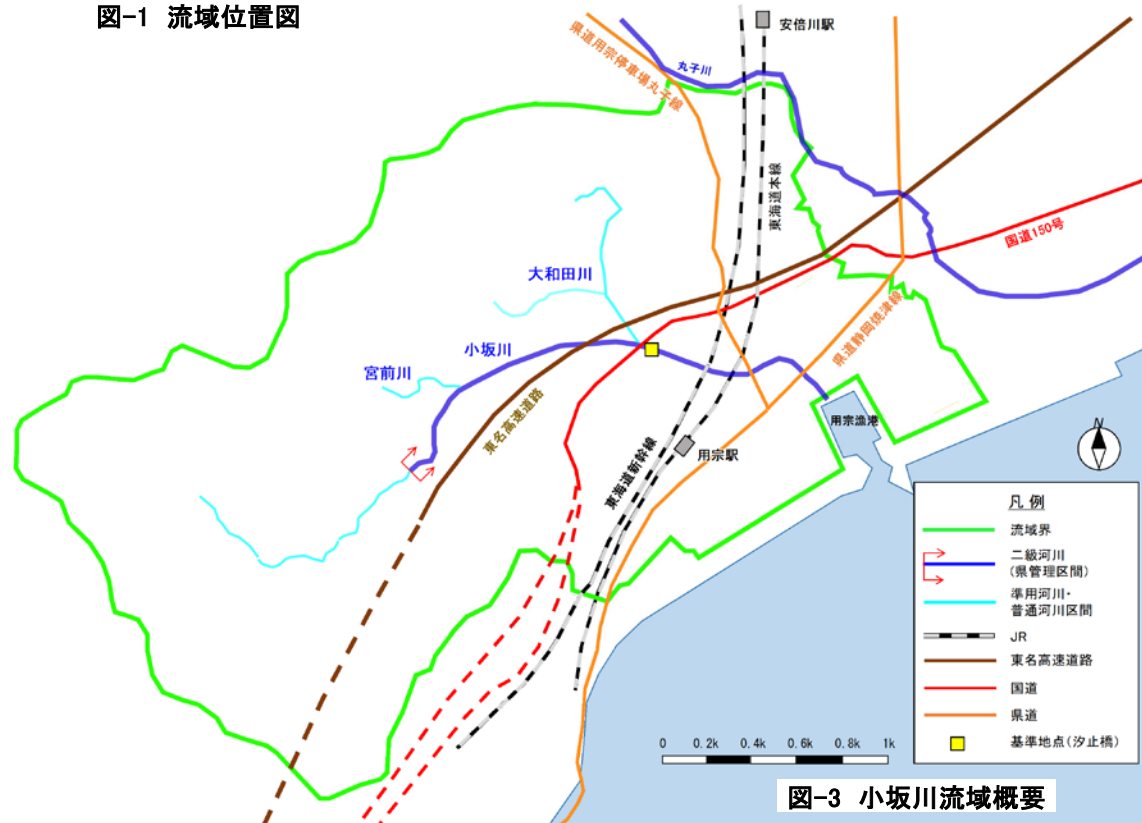 図-1 流域位置図
安倍川駅
県道用宗停車場丸子線
丸子川
東海道本線
国道150号
大和田川
小坂川
宮前川
県道静岡焼津線
東名高速道路
用宗漁港
東海道新幹線
用宗駅
N
凡例
流域界
二級河川
(県管理区間)
準用河川・
普通河川区間
JR
東名高速道路
国道
県道
基準地点(汐止橋)
0 0.2k 0.4k 0.6k 0.8k 1k
図-3 小坂川流域概要